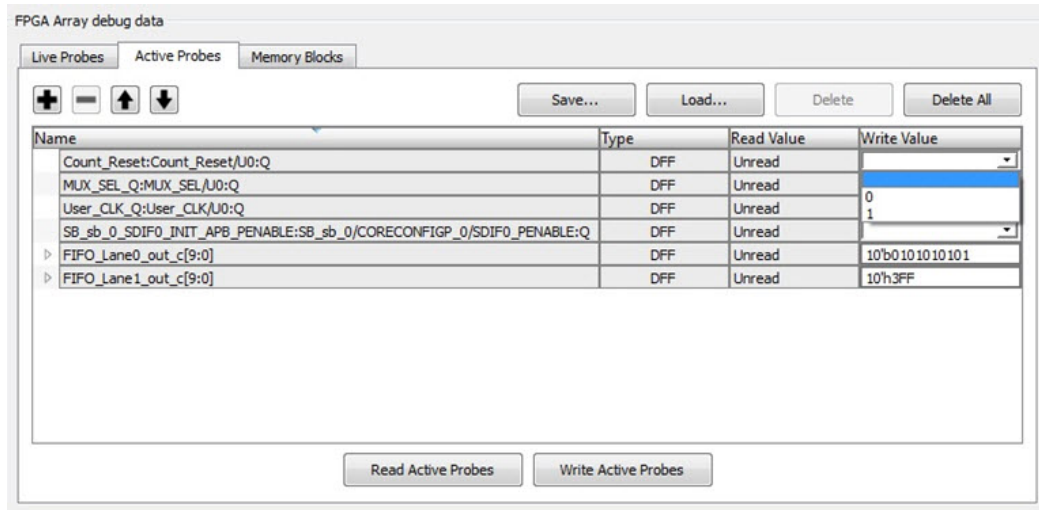 FPGA Array debug data
Live Probes Active Probes Memory Blocks
Save... Load... Delete Delete All
Name Type Read Value Write Value
Count_Reset:Count_Reset/U0:Q DFF Unread
MUX_SEL_Q:MUX_SEL/U0:Q DFF Unread
0
User_CLK_Q:User_CLK/U0:Q DFF Unread
1
SB_sb_0_SDIF0_INIT_APB_PENABLE:SB_sb_0/CORECONFIGP_0/SDIF0_PENABLE:Q DFF Unread
FIFO_Lane0_out_c[9:0] DFF Unread 10'b0101010101
FIFO_Lane1_out_c[9:0] DFF Unread 10'h3FF
Read Active Probes Write Active Probes